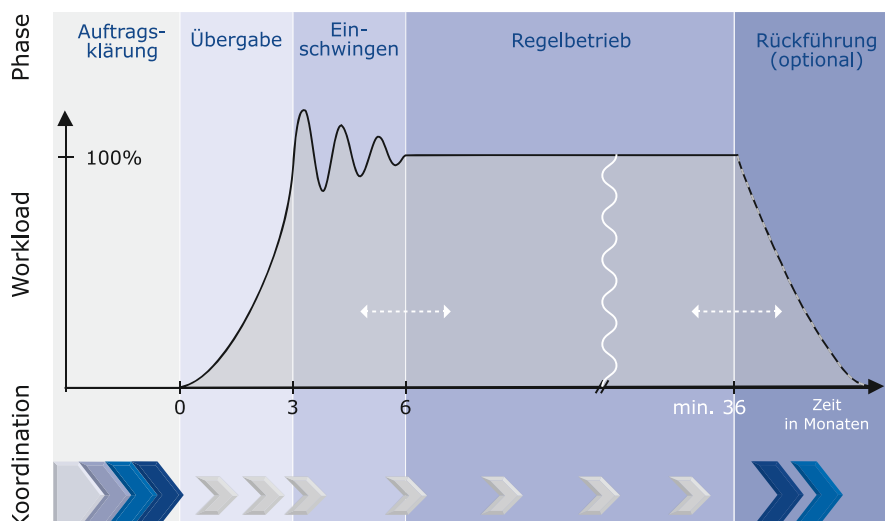 Phase
Auftrags-
klärung
Übergabe
Ein-
schwingen
Regelbetrieb
Rückführung
(optional)
Workload
100%
0
3
6
min. 36
Zeit
in Monaten
Koordination